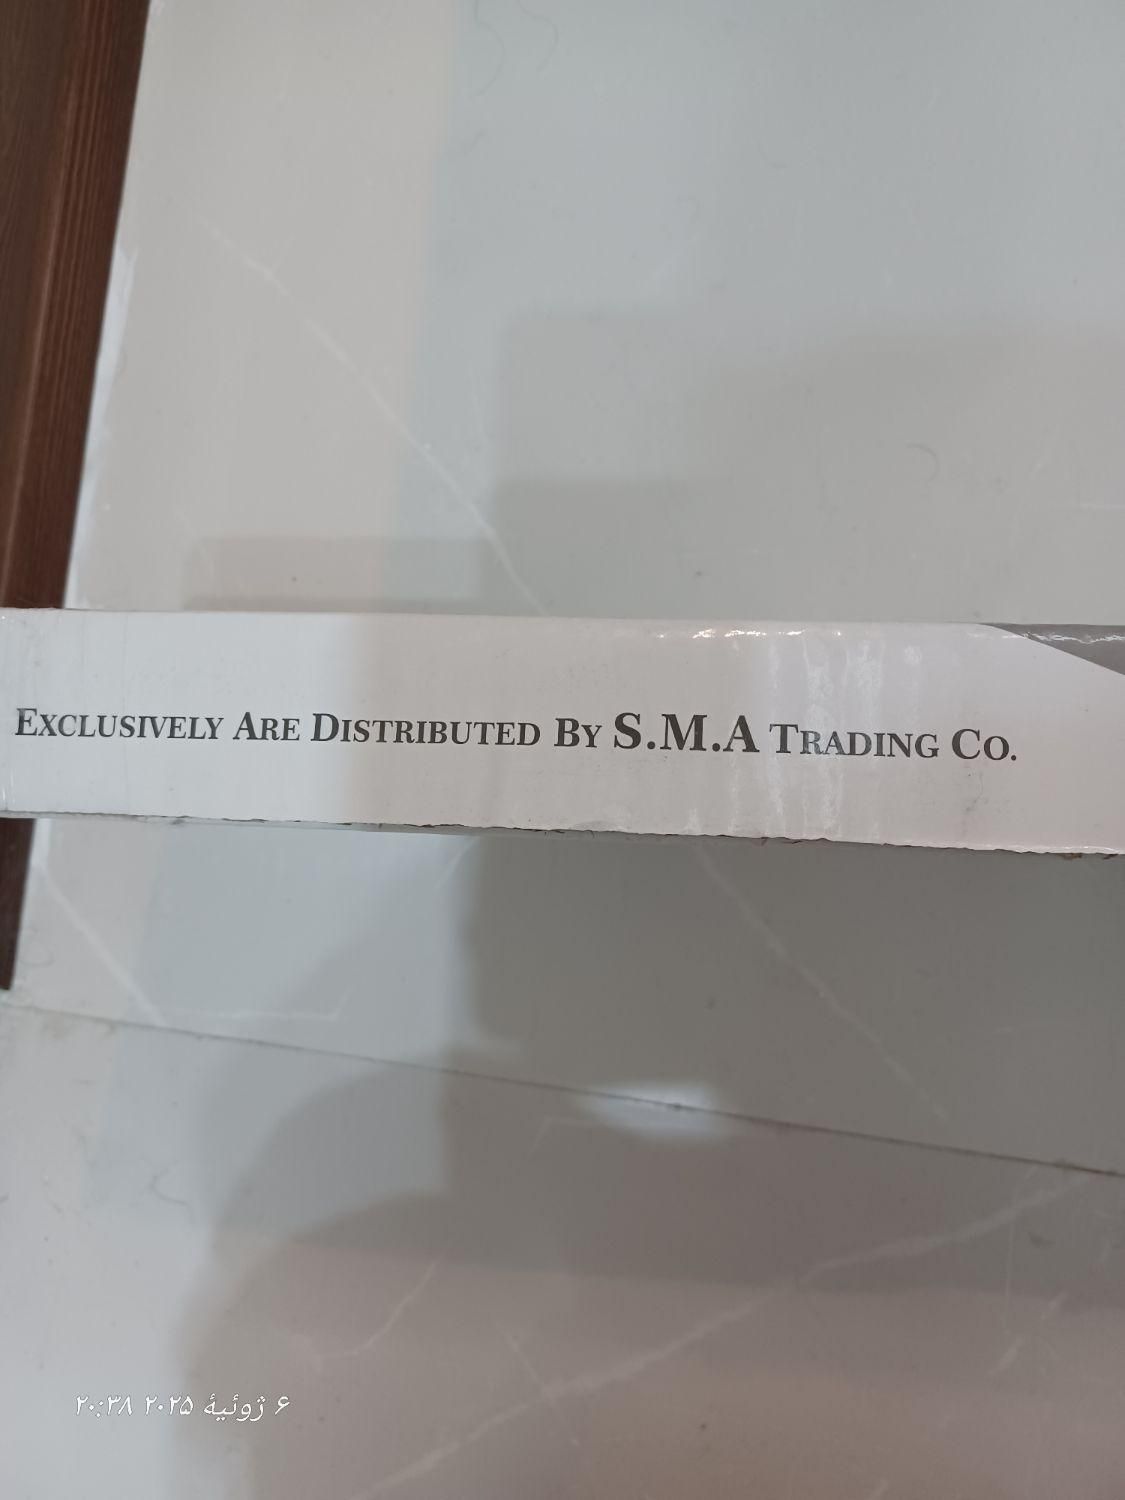 EXCLUSIVELY ARE DISTRIBUTED BY S.M.A TRADING CO.
۶ ژوئیهٔ ۲۰۲۵ ۲۰:۳۸